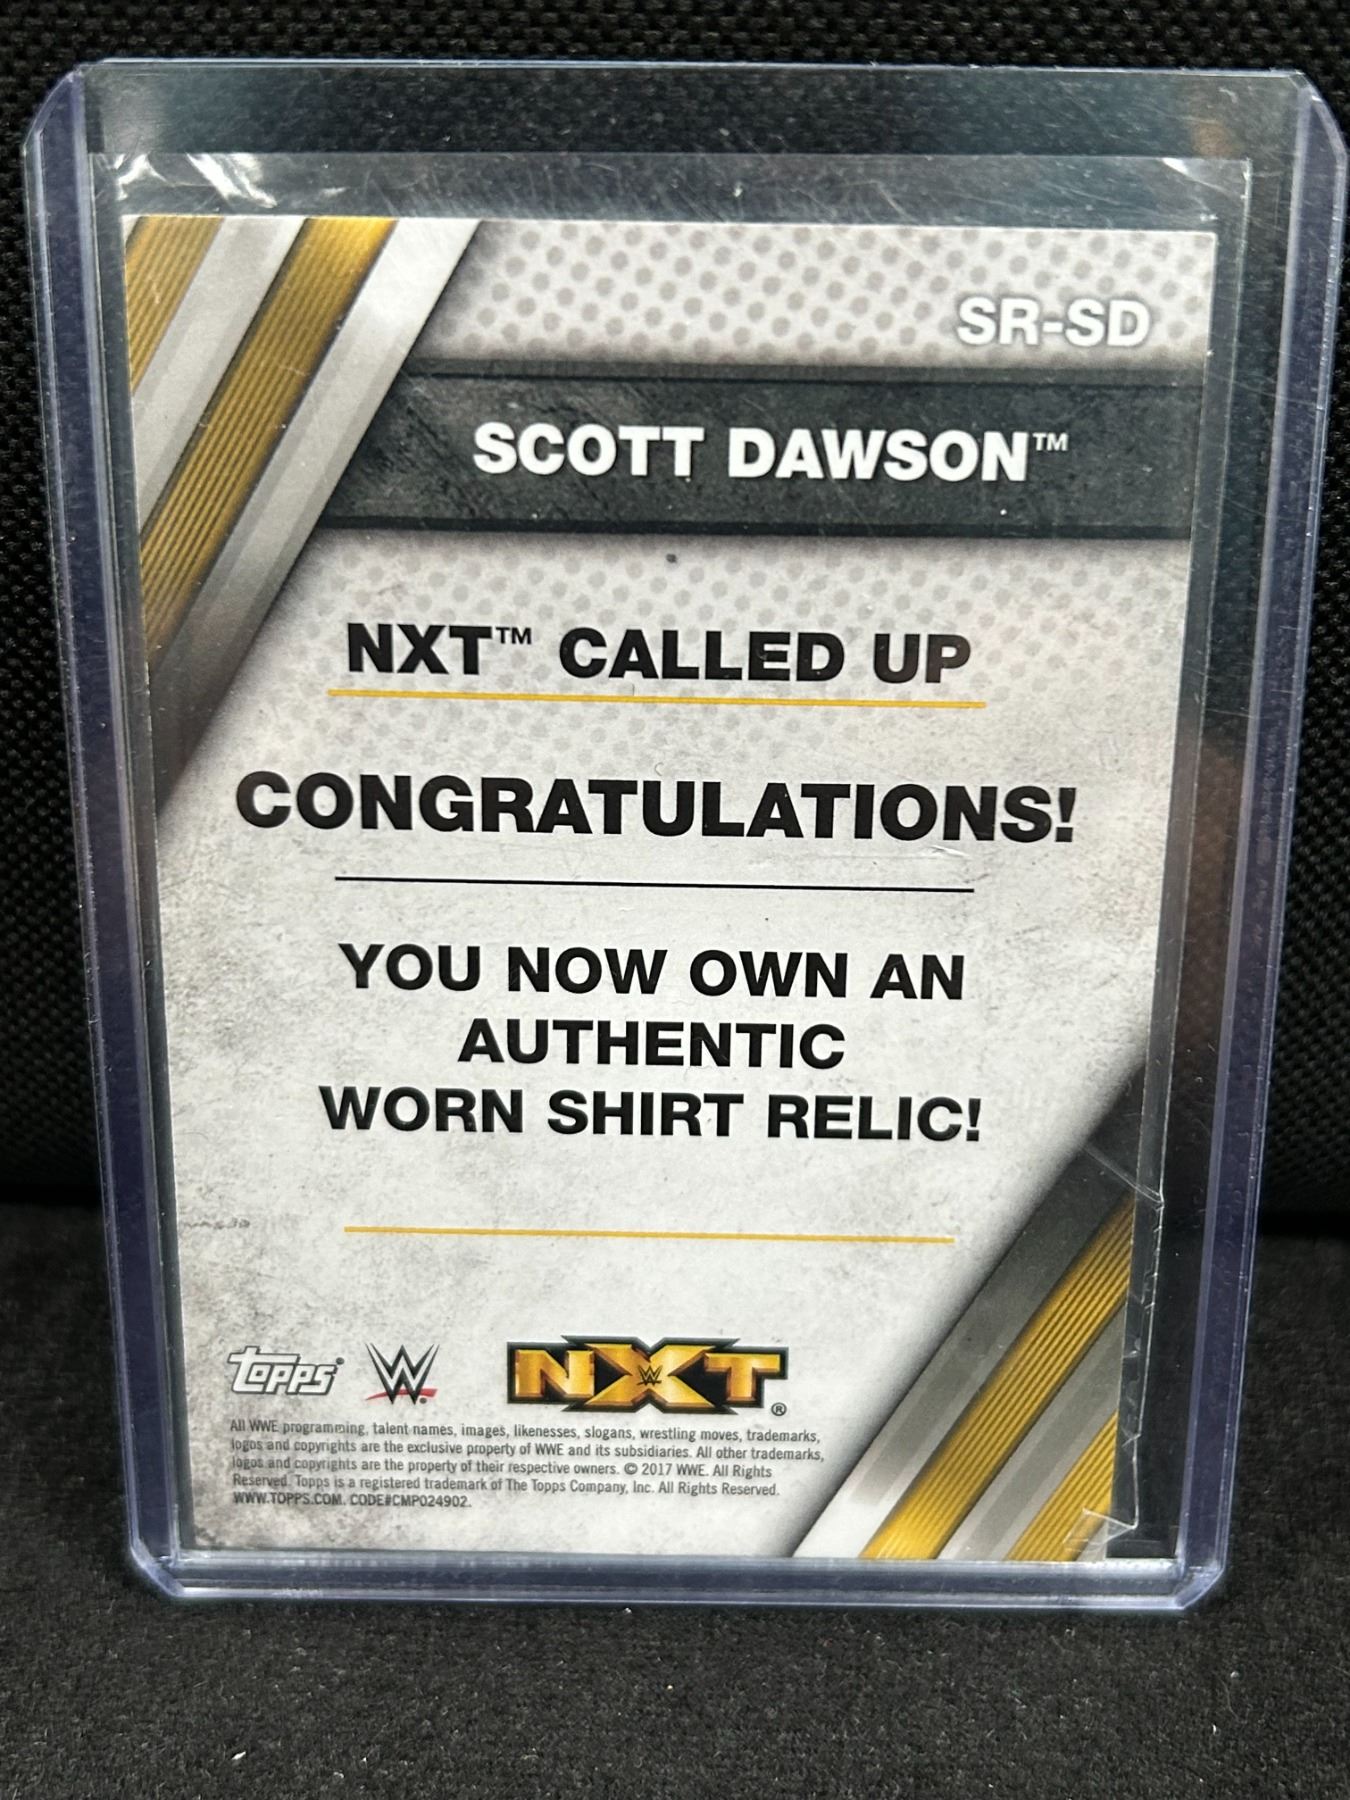 SR-SD
SCOTT DAWSON™
NXT™ CALLED UP
CONGRATULATIONS!
YOU NOW OWN AN
AUTHENTIC
WORN SHIRT RELIC!
topps® W NXT®
All WWE programming, talent names, images, likenesses, slogans, wrestling moves, trademarks,
logos and copyrights are the exclusive property of WWE and its subsidiaries. All other trademarks,
logos and copyrights are the property of their respective owners. © 2017 WWE. All Rights
Reserved. Topps is a registered trademark of The Topps Company, Inc. All Rights Reserved.
WWW.TOPPS.COM. CODE#CMP024902.